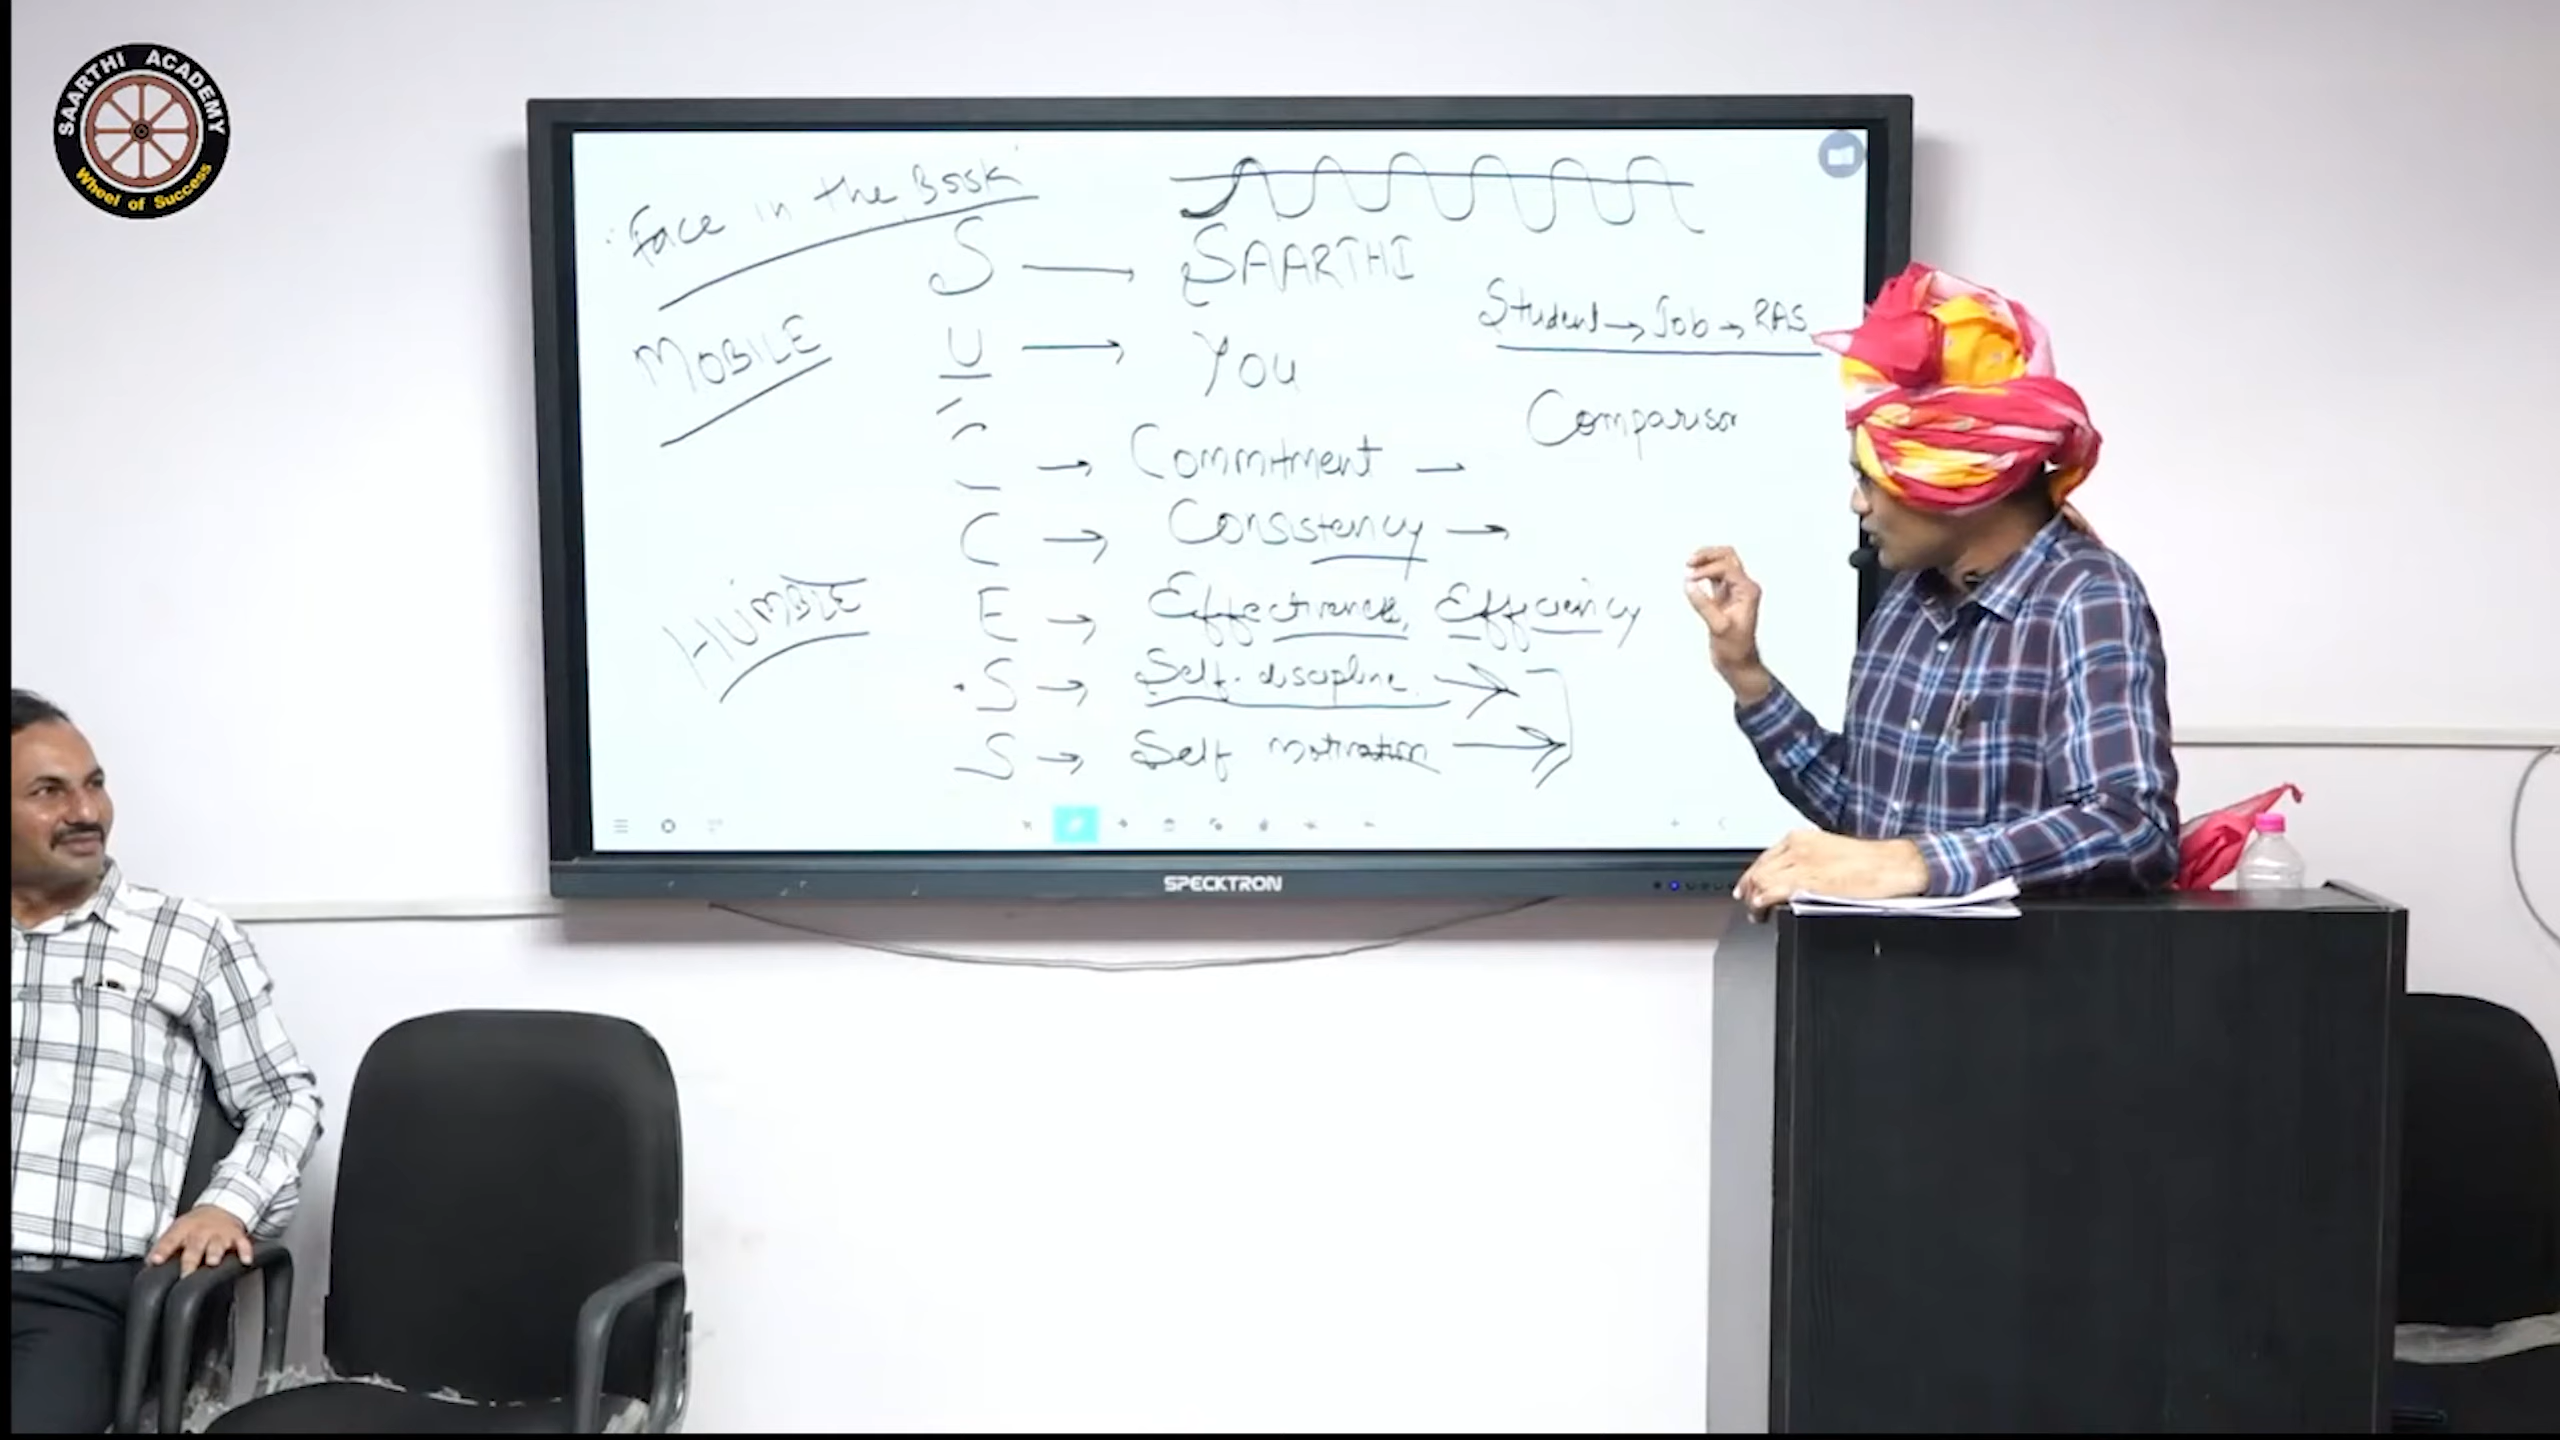 SAARTHI ACADEMY
Wheel of Success
Face in the Book
S → SAARTHI
Student → Job → RAS
MOBILE
U → You
Comparison
C → Commitment →
C → Consistency →
HUMBLE
E → Effectiveness, Efficiency
S → Self-discipline
S → Self motivation
SPECKTRON